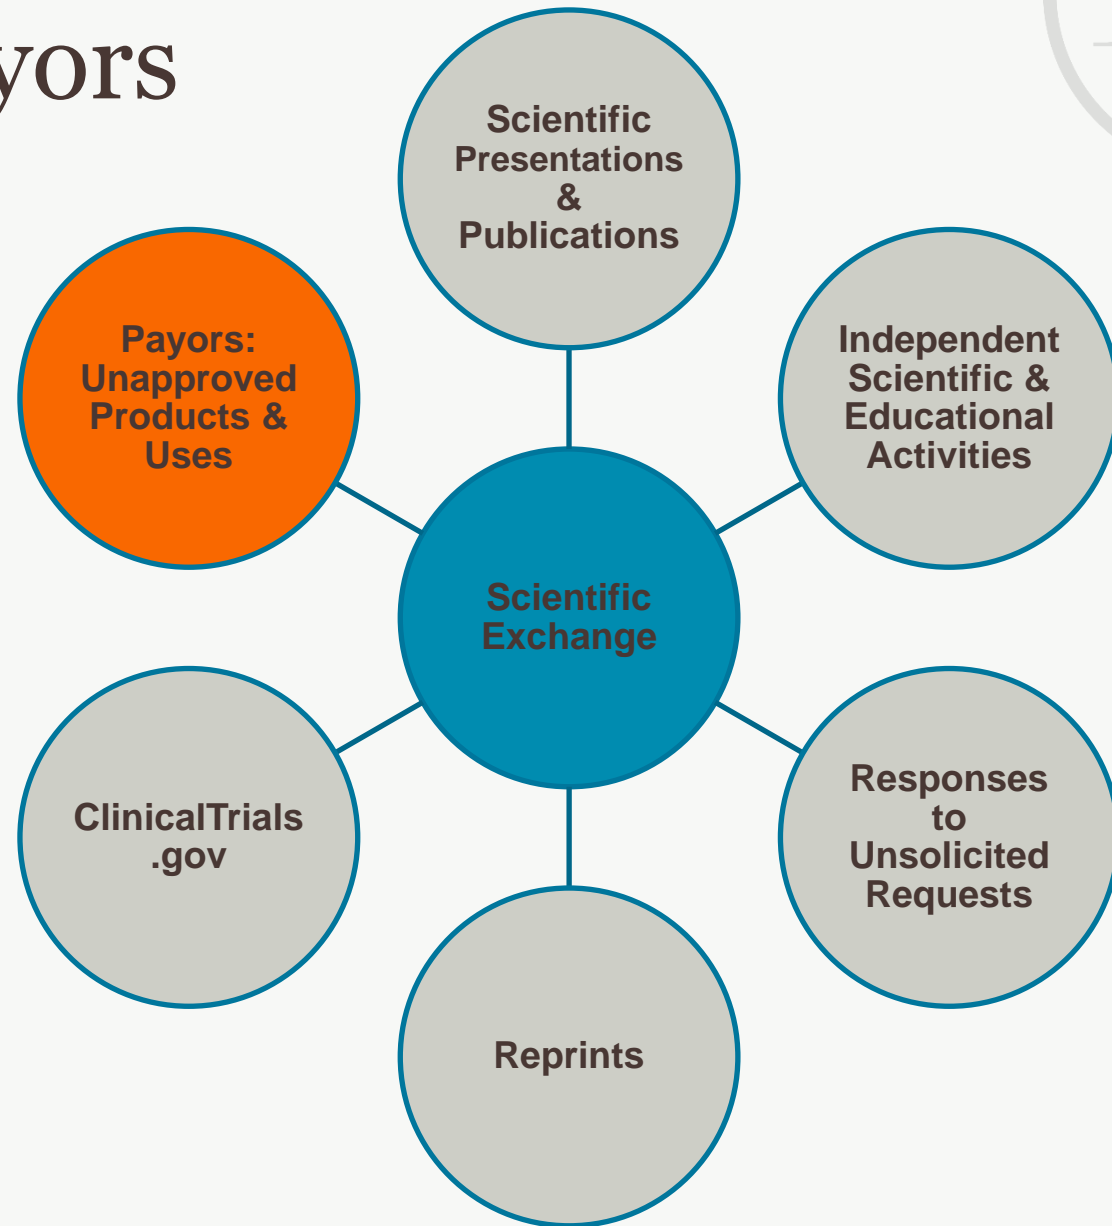 yors
Scientific
Presentations
&
Publications
Payors:
Unapproved
Products &
Uses
Independent
Scientific &
Educational
Activities
Scientific
Exchange
ClinicalTrials
.gov
Responses
to
Unsolicited
Requests
Reprints